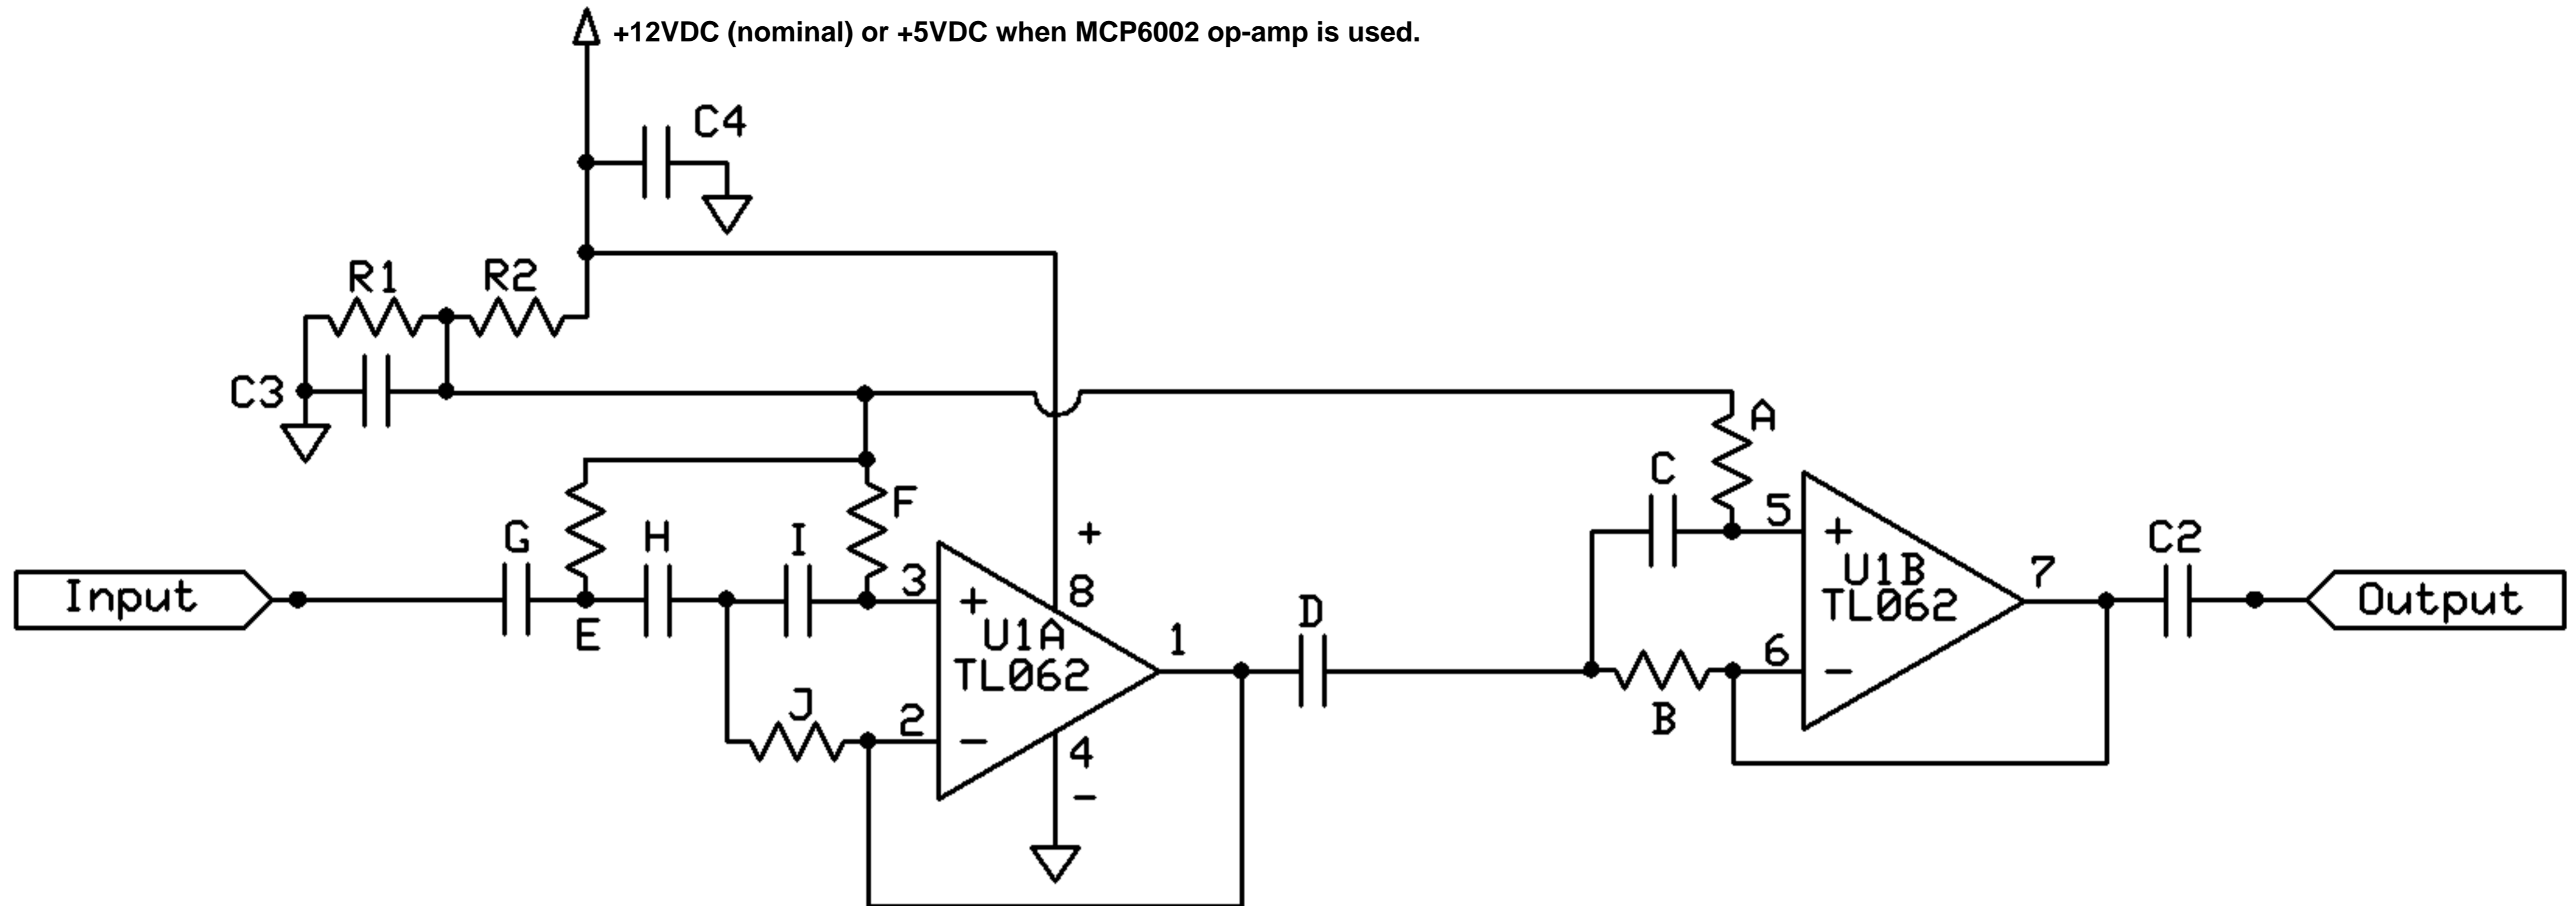 +12VDC (nominal) or +5VDC when MCP6002 op-amp is used.
C4
R1
R2
C3
A
C
F
5
+
G
H
I
+
U1B
7
C2
3
8
TL062
Input
+
Output
E
U1A
D
1
TL062
6
-
J
2
B
-
4
-